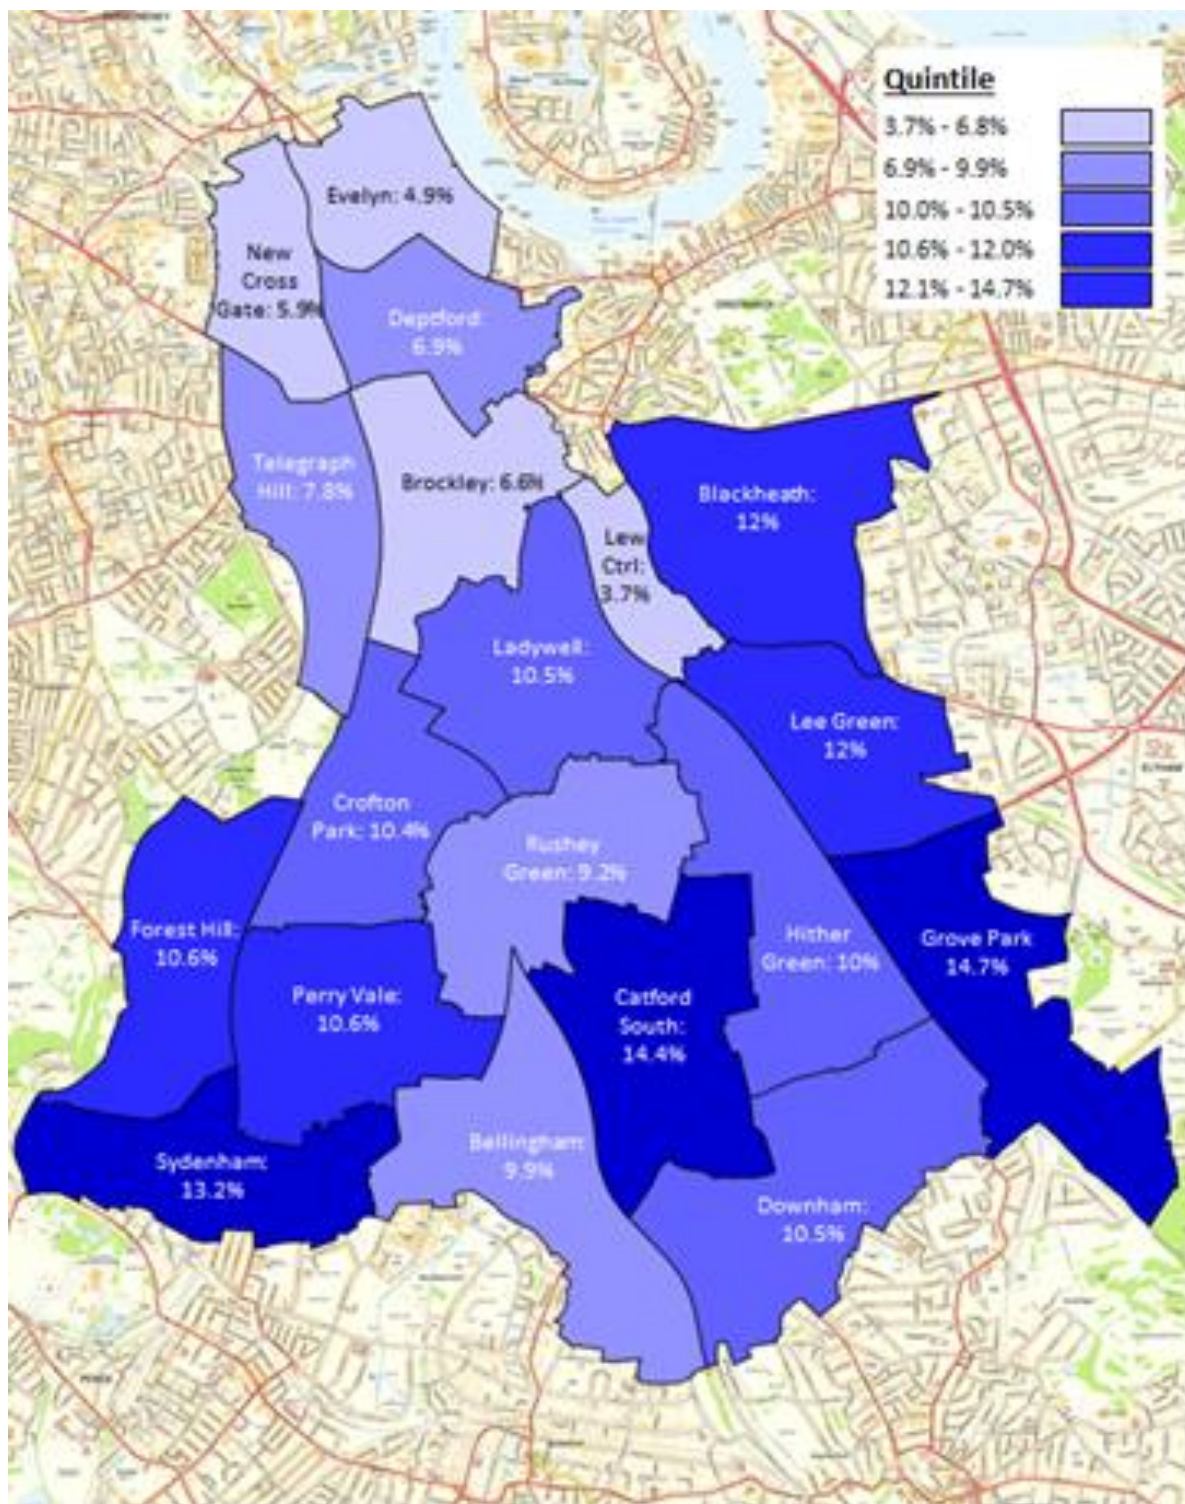 Quintile
3.7% - 6.8%
6.9% - 9.9%
10.0% - 10.5%
10.6% - 12.0%
12.1% - 14.7%
Evelyn: 4.9%
New
Cross
Gate: 5.9%
Deptford:
6.9%
Telegraph
Hill: 7.8%
Brockley: 6.6%
Blackheath:
12%
Lew
Ctrl:
3.7%
Ladywell:
10.5%
Lee Green:
12%
Crofton
Park: 10.4%
Rushey
Green: 9.2%
Forest Hill:
10.6%
Hither
Green: 10%
Grove Park
14.7%
Perry Vale:
10.6%
Catford
South:
14.4%
Bellingham:
9.9%
Sydenham:
13.2%
Downham:
10.5%